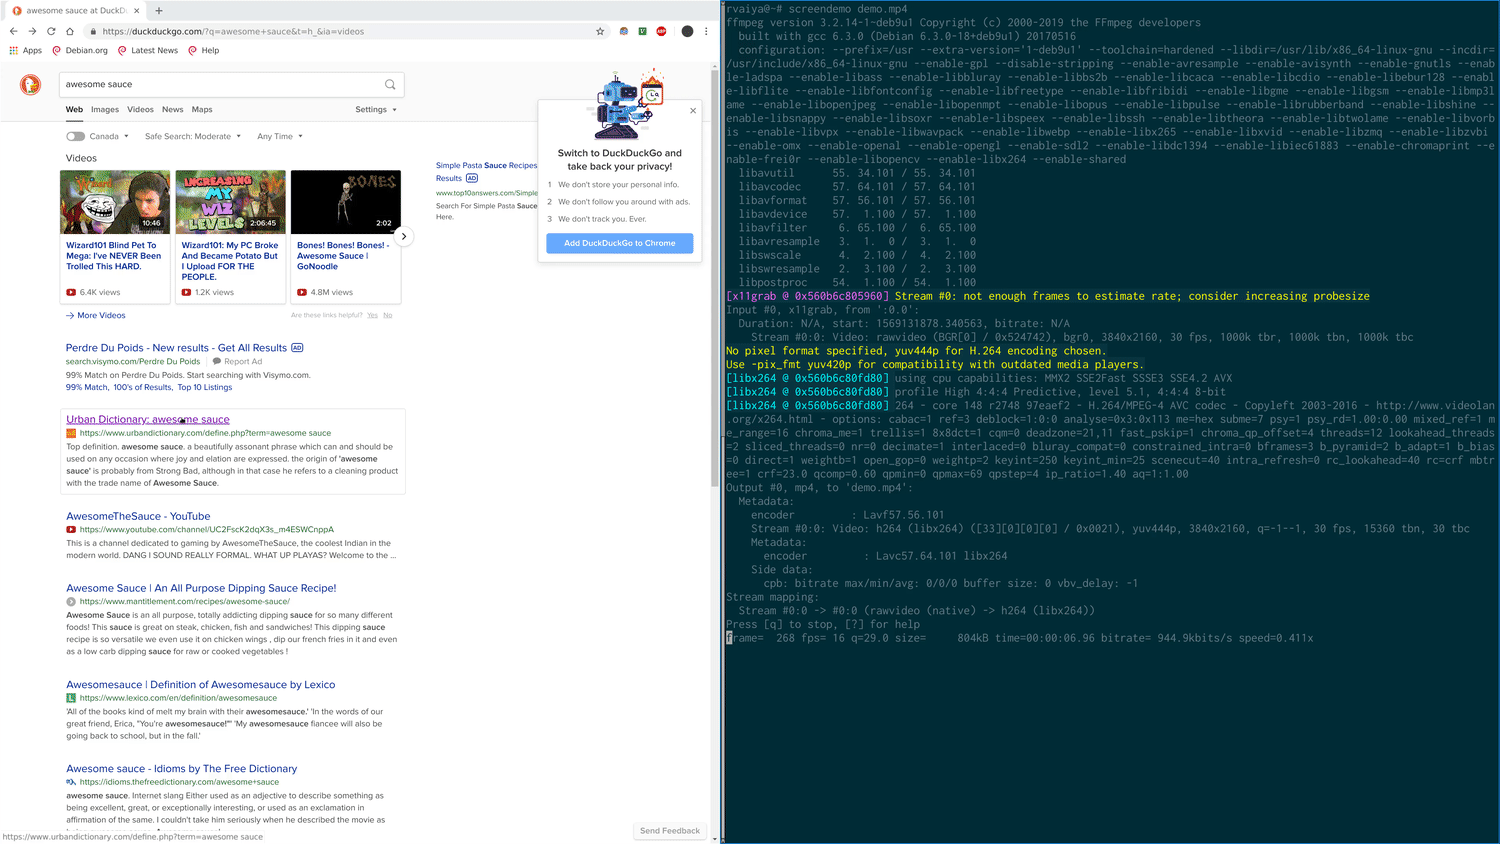 awesome sauce at DuckD
https://duckduckgo.com/?q=awesome+sauce&t=h_&ia=videos
Apps Debian.org Latest News Help
awesome sauce
Web Images Videos News Maps Settings
Canada Safe Search: Moderate Any Time
Videos
10:46
Wizard101 Blind Pet To
Mega: I've NEVER Been
Trolled This HARD.
6.4K views
INCREASING
MY
WIZ
LEVELS
2:06:45
Wizard101: My PC Broke
And Became Potato But
I Upload FOR THE
PEOPLE.
1.2K views
BONES
2:02
Bones! Bones! Bones! -
Awesome Sauce |
GoNoodle
4.8M views
More Videos
Are these links helpful? Yes No
Perdre Du Poids - New results - Get All Results AD
search.visymo.com/Perdre Du Poids Report Ad
99% Match on Perdre Du Poids. Start searching with Visymo.com.
99% Match, 100's of Results, Top 10 Listings
Urban Dictionary: awesome sauce
https://www.urbandictionary.com/define.php?term=awesome sauce
Top definition. awesome sauce. a beautifully assonant phrase which can and should be
used on any occasion where joy and elation are expressed. the origin of 'awesome
sauce' is probably from Strong Bad, although in that case he refers to a cleaning product
with the trade name of Awesome Sauce.
AwesomeTheSauce - YouTube
https://www.youtube.com/channel/UC2FscK2dqX3s_m4ESWCnppA
This is a channel dedicated to gaming by AwesomeTheSauce, the coolest Indian in the
modern world. DANG I SOUND REALLY FORMAL. WHAT UP PLAYAS? Welcome to the ...
Awesome Sauce | An All Purpose Dipping Sauce Recipe!
https://www.mantitlement.com/recipes/awesome-sauce/
Awesome Sauce is an all purpose, totally addicting dipping sauce for so many different
foods! This sauce is great on steak, chicken, fish and sandwiches! This dipping sauce
recipe is so versatile we even use it on chicken wings , dip our french fries in it and even
as a low carb dipping sauce for raw or cooked vegetables !
Awesomesauce | Definition of Awesomesauce by Lexico
https://www.lexico.com/en/definition/awesomesauce
'All of the books kind of melt my brain with their awesomesauce.' 'In the words of our
great friend, Erica, "You're awesomesauce!"' 'My awesomesauce fiancee will also be
going back to school, but in the fall.'
Awesome sauce - Idioms by The Free Dictionary
https://idioms.thefreedictionary.com/awesome+sauce
awesome sauce. Internet slang Either used as an adjective to describe something as
being excellent, great, or exceptionally interesting, or used as an exclamation in
affirmation of the same. I couldn't take him seriously when he described the movie as
https://www.urbandictionary.com/define.php?term=awesome sauce
Simple Pasta Sauce Recipes
Results AD
www.top10answers.com/Simple
Search For Simple Pasta Sauce
Here.
Switch to DuckDuckGo and
take back your privacy!
1 We don't store your personal info.
2 We don't follow you around with ads.
3 We don't track you. Ever.
Add DuckDuckGo to Chrome
Send Feedback
rvaiya@~# screendemo demo.mp4
ffmpeg version 3.2.14-1~deb9u1 Copyright (c) 2000-2019 the FFmpeg developers
built with gcc 6.3.0 (Debian 6.3.0-18+deb9u1) 20170516
configuration: --prefix=/usr --extra-version='1~deb9u1' --toolchain=hardened --libdir=/usr/lib/x86_64-linux-gnu --incdir=
/usr/include/x86_64-linux-gnu --enable-gpl --disable-stripping --enable-avresample --enable-avisynth --enable-gnutls --enab
le-ladspa --enable-libass --enable-libbluray --enable-libbs2b --enable-libcaca --enable-libcdio --enable-libebur128 --enabl
e-libflite --enable-libfontconfig --enable-libfreetype --enable-libfribidi --enable-libgme --enable-libgsm --enable-libmp3l
ame --enable-libopenjpeg --enable-libopenmpt --enable-libopus --enable-libpulse --enable-librubberband --enable-libshine --
enable-libsnappy --enable-libsoxr --enable-libspeex --enable-libssh --enable-libtheora --enable-libtwolame --enable-libvorb
is --enable-libvpx --enable-libwavpack --enable-libwebp --enable-libx265 --enable-libxvid --enable-libzmq --enable-libzvbi
--enable-omx --enable-openal --enable-opengl --enable-sdl2 --enable-libdc1394 --enable-libiec61883 --enable-chromaprint --e
nable-frei0r --enable-libopencv --enable-libx264 --enable-shared
libavutil 55. 34.101 / 55. 34.101
libavcodec 57. 64.101 / 57. 64.101
libavformat 57. 56.101 / 57. 56.101
libavdevice 57. 1.100 / 57. 1.100
libavfilter 6. 65.100 / 6. 65.100
libavresample 3. 1. 0 / 3. 1. 0
libswscale 4. 2.100 / 4. 2.100
libswresample 2. 3.100 / 2. 3.100
libpostproc 54. 1.100 / 54. 1.100
[x11grab @ 0x560b6c805960] Stream #0: not enough frames to estimate rate; consider increasing probesize
Input #0, x11grab, from ':0.0':
Duration: N/A, start: 1569131878.340563, bitrate: N/A
Stream #0:0: Video: rawvideo (BGR[0] / 0x524742), bgr0, 3840x2160, 30 fps, 1000k tbr, 1000k tbn, 1000k tbc
No pixel format specified, yuv444p for H.264 encoding chosen.
Use -pix_fmt yuv420p for compatibility with outdated media players.
[libx264 @ 0x560b6c80fd80] using cpu capabilities: MMX2 SSE2Fast SSSE3 SSE4.2 AVX
[libx264 @ 0x560b6c80fd80] profile High 4:4:4 Predictive, level 5.1, 4:4:4 8-bit
[libx264 @ 0x560b6c80fd80] 264 - core 148 r2748 97eaef2 - H.264/MPEG-4 AVC codec - Copyleft 2003-2016 - http://www.videolan
.org/x264.html - options: cabac=1 ref=3 deblock=1:0:0 analyse=0x3:0x113 me=hex subme=7 psy=1 psy_rd=1.00:0.00 mixed_ref=1 m
e_range=16 chroma_me=1 trellis=1 8x8dct=1 cqm=0 deadzone=21,11 fast_pskip=1 chroma_qp_offset=4 threads=12 lookahead_threads
=2 sliced_threads=0 nr=0 decimate=1 interlaced=0 bluray_compat=0 constrained_intra=0 bframes=3 b_pyramid=2 b_adapt=1 b_bias
=0 direct=1 weightb=1 open_gop=0 weightp=2 keyint=250 keyint_min=25 scenecut=40 intra_refresh=0 rc_lookahead=40 rc=crf mbtr
ee=1 crf=23.0 qcomp=0.60 qpmin=0 qpmax=69 qpstep=4 ip_ratio=1.40 aq=1:1.00
Output #0, mp4, to 'demo.mp4':
Metadata:
encoder : Lavf57.56.101
Stream #0:0: Video: h264 (libx264) ([33][0][0][0] / 0x0021), yuv444p, 3840x2160, q=-1--1, 30 fps, 15360 tbn, 30 tbc
Metadata:
encoder : Lavc57.64.101 libx264
Side data:
cpb: bitrate max/min/avg: 0/0/0 buffer size: 0 vbv_delay: -1
Stream mapping:
Stream #0:0 -> #0:0 (rawvideo (native) -> h264 (libx264))
Press [q] to stop, [?] for help
frame= 268 fps= 16 q=29.0 size= 804kB time=00:00:06.96 bitrate= 944.9kbits/s speed=0.411x